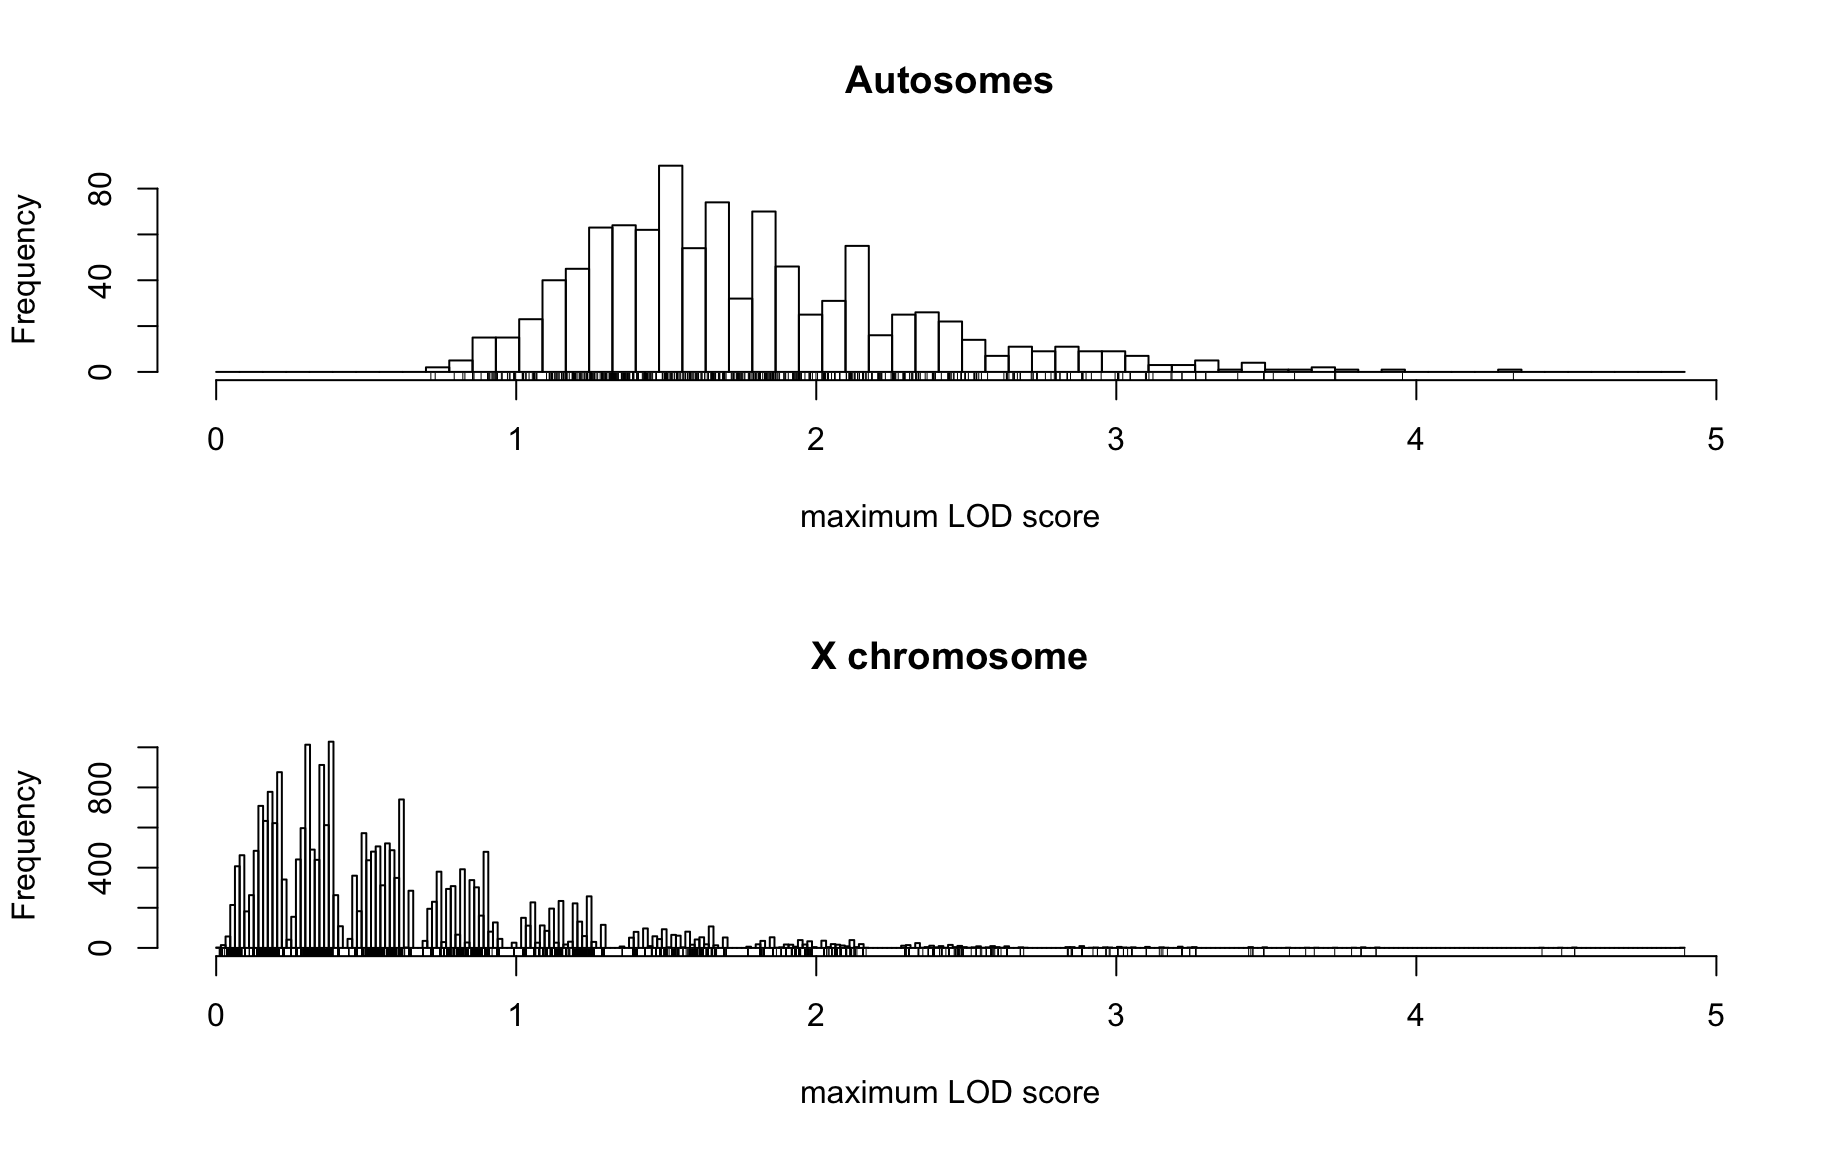 Autosomes
Frequency
80
40
0
0 1 2 3 4 5
maximum LOD score
X chromosome
Frequency
800
400
0
0 1 2 3 4 5
maximum LOD score